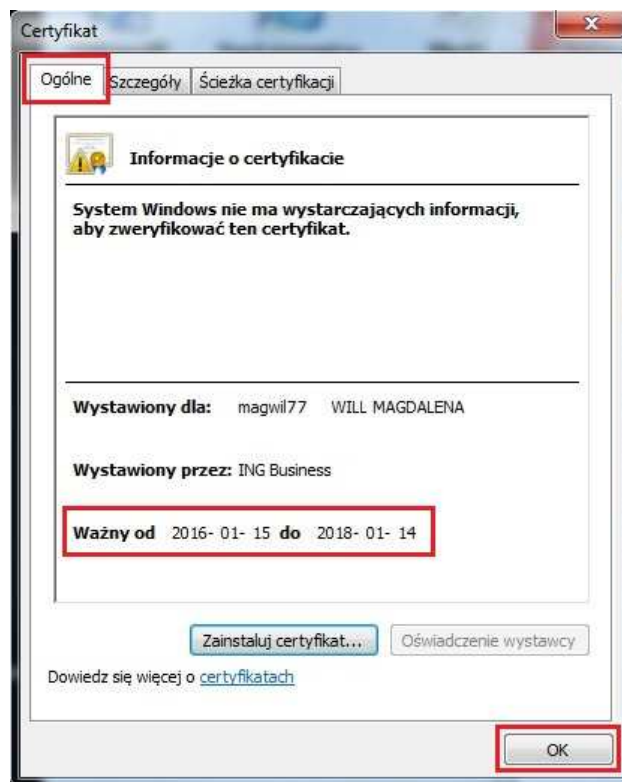 Certyfikat
Ogólne Szczegóły Ścieżka certyfikacji
Informacje o certyfikacie
System Windows nie ma wystarczających informacji,
aby zweryfikować ten certyfikat.
Wystawiony dla: magwil77 WILL MAGDALENA
Wystawiony przez: ING Business
Ważny od 2016- 01- 15 do 2018- 01- 14
Zainstaluj certyfikat... Oświadczenie wystawcy
Dowiedz się więcej o certyfikatach
OK